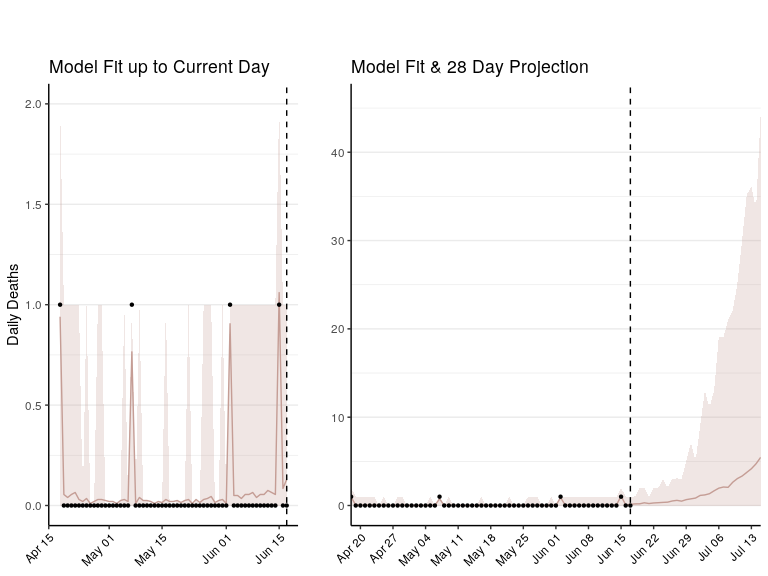 Model Fit up to Current Day
Model Fit & 28 Day Projection
Daily Deaths
2.0
1.5
1.0
0.5
0.0
Apr 15
May 01
May 15
Jun 01
Jun 15
40
30
20
10
0
Apr 20
Apr 27
May 04
May 11
May 18
May 25
Jun 01
Jun 08
Jun 15
Jun 22
Jun 29
Jul 06
Jul 13